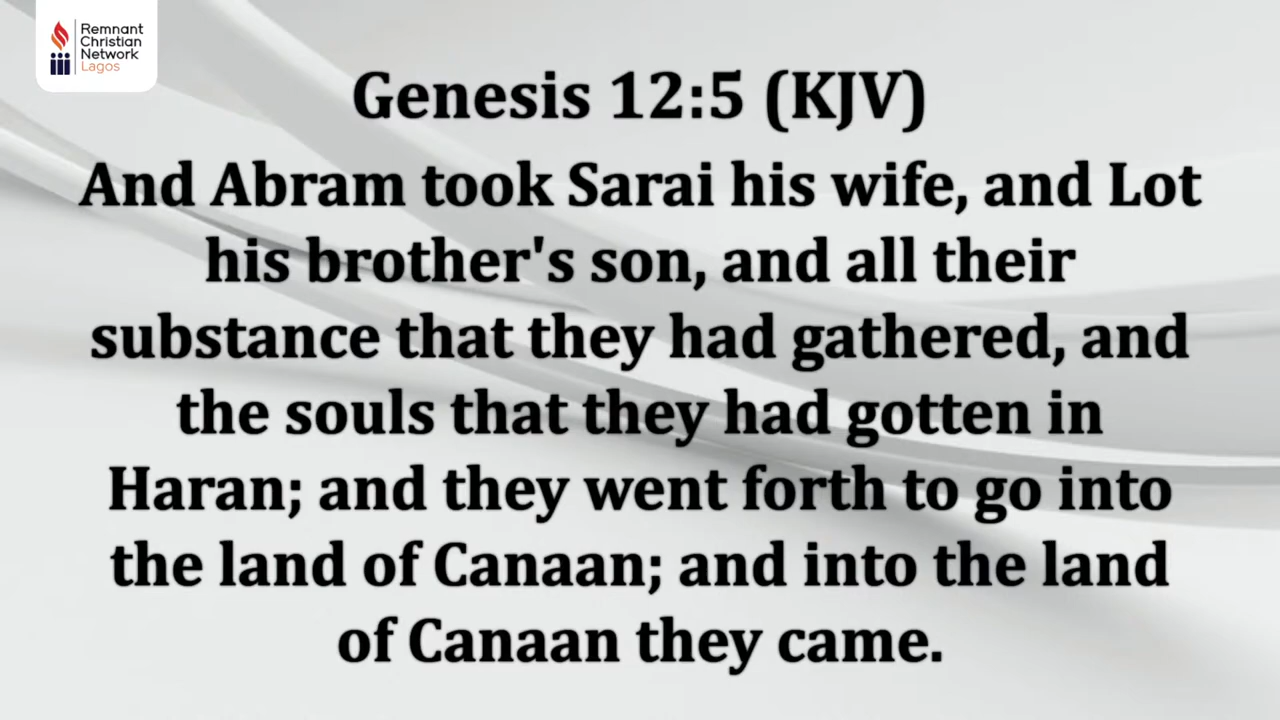 Remnant
Christian
Network
Lagos
Genesis 12:5 (KJV)
And Abram took Sarai his wife, and Lot
his brother's son, and all their
substance that they had gathered, and
the souls that they had gotten in
Haran; and they went forth to go into
the land of Canaan; and into the land
of Canaan they came.